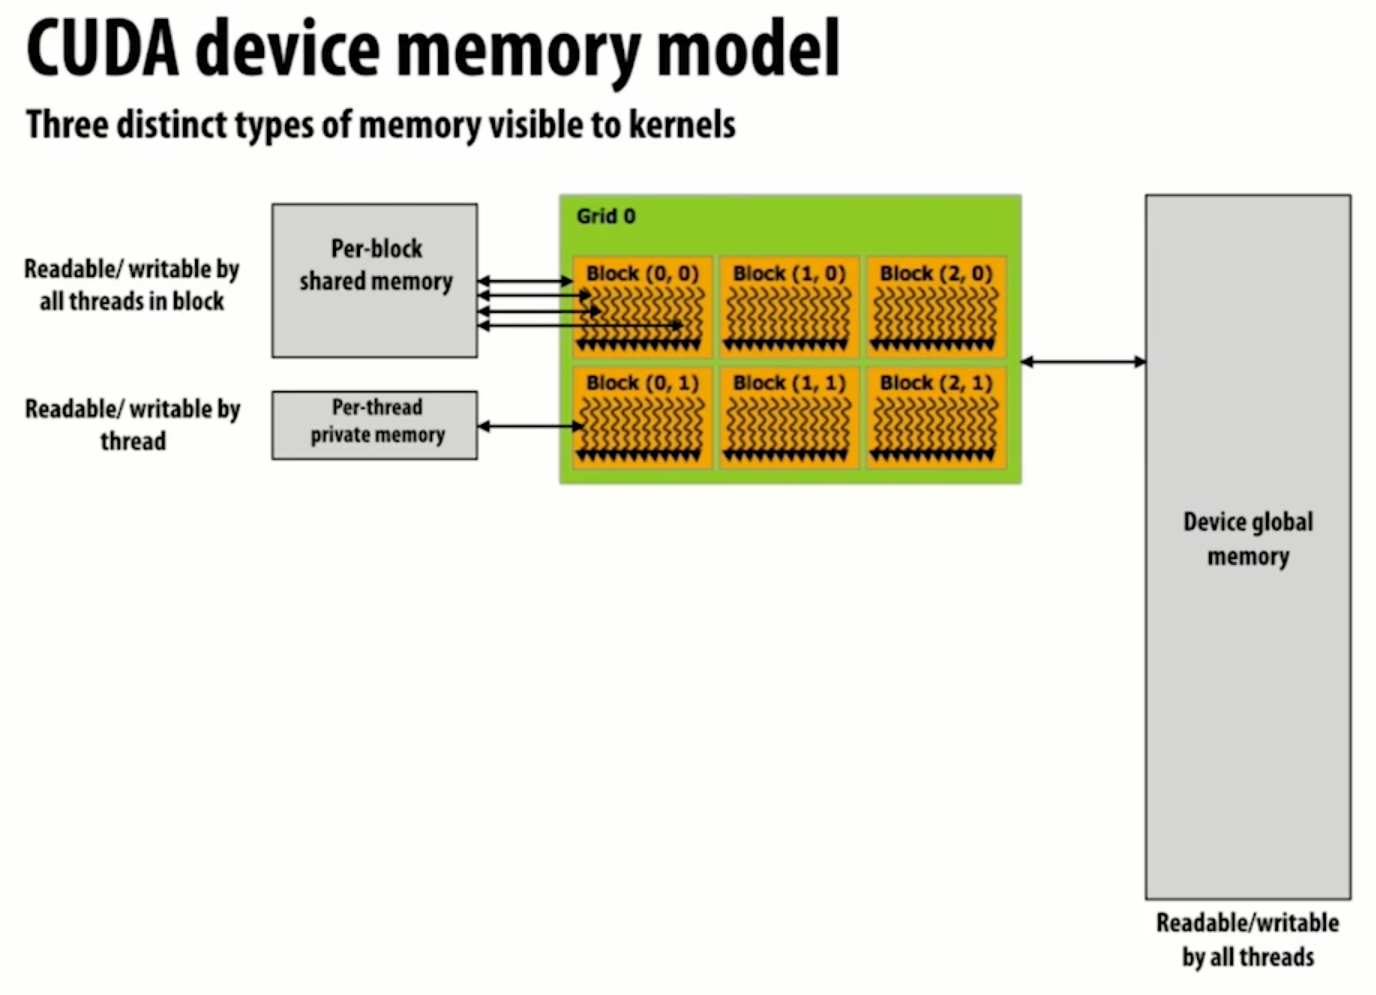 CUDA device memory model
Three distinct types of memory visible to kernels
Readable/ writable by
all threads in block
Per-block
shared memory
Readable/ writable by
thread
Per-thread
private memory
Grid 0
Block (0, 0)
Block (1, 0)
Block (2, 0)
Block (0, 1)
Block (1, 1)
Block (2, 1)
Device global
memory
Readable/writable
by all threads